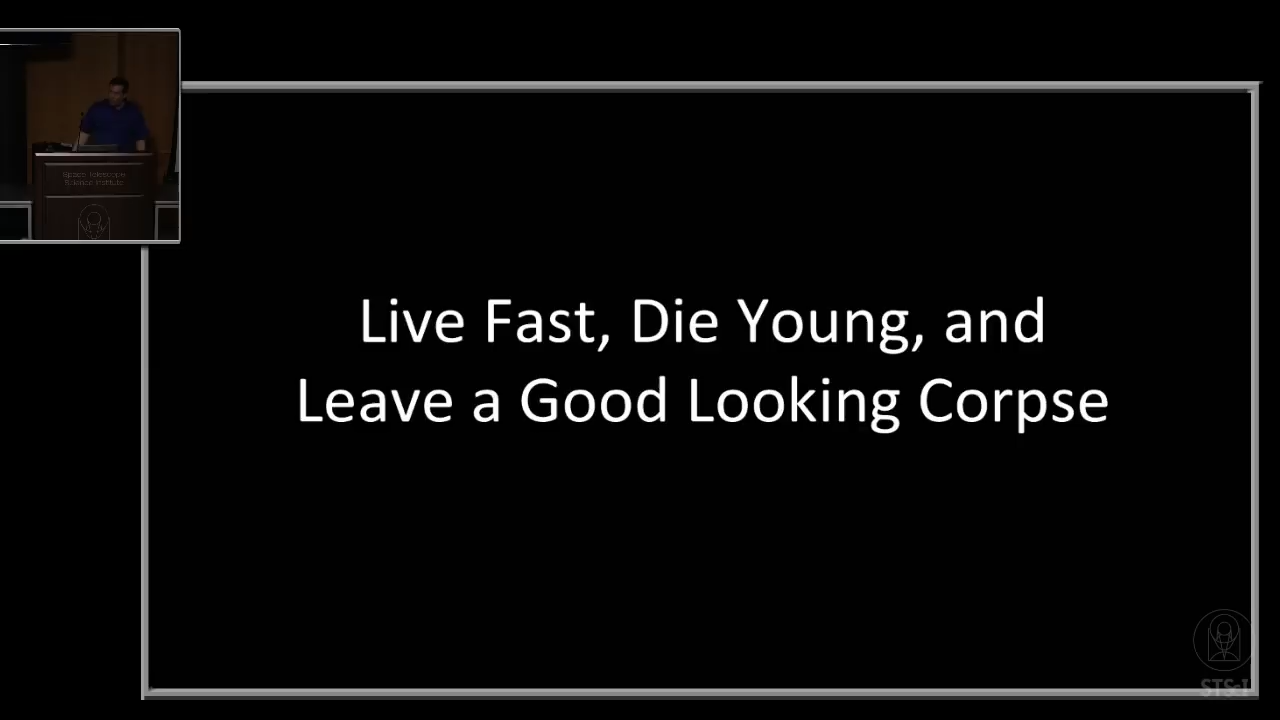 Space Telescope
Science Institute
Live Fast, Die Young, and
Leave a Good Looking Corpse
STScI